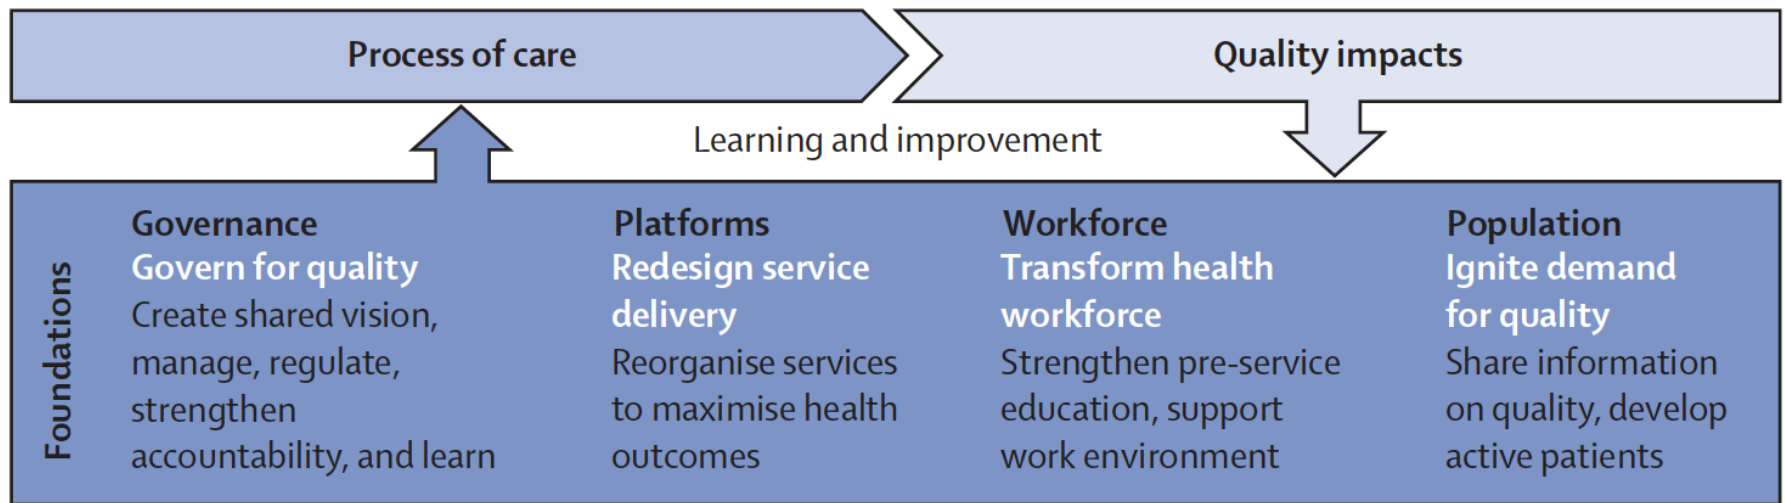 Process of care
Quality impacts
Learning and improvement
Foundations
Governance
Govern for quality
Create shared vision,
manage, regulate,
strengthen
accountability, and learn
Platforms
Redesign service
delivery
Reorganise services
to maximise health
outcomes
Workforce
Transform health
workforce
Strengthen pre-service
education, support
work environment
Population
Ignite demand
for quality
Share information
on quality, develop
active patients